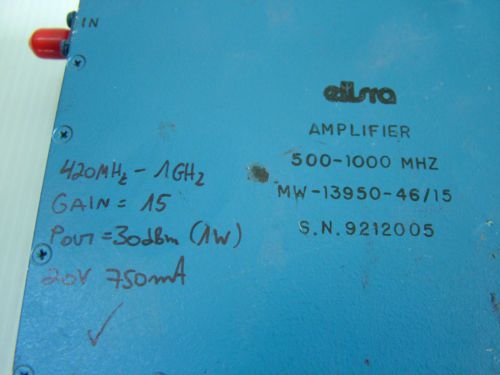 IN
elisra
AMPLIFIER
500-1000 MHZ
MW-13950-46/15
S.N.9212005
420MHz - 1GHz
GAIN = 15
Pout = 30dBm (1W)
20V 750mA